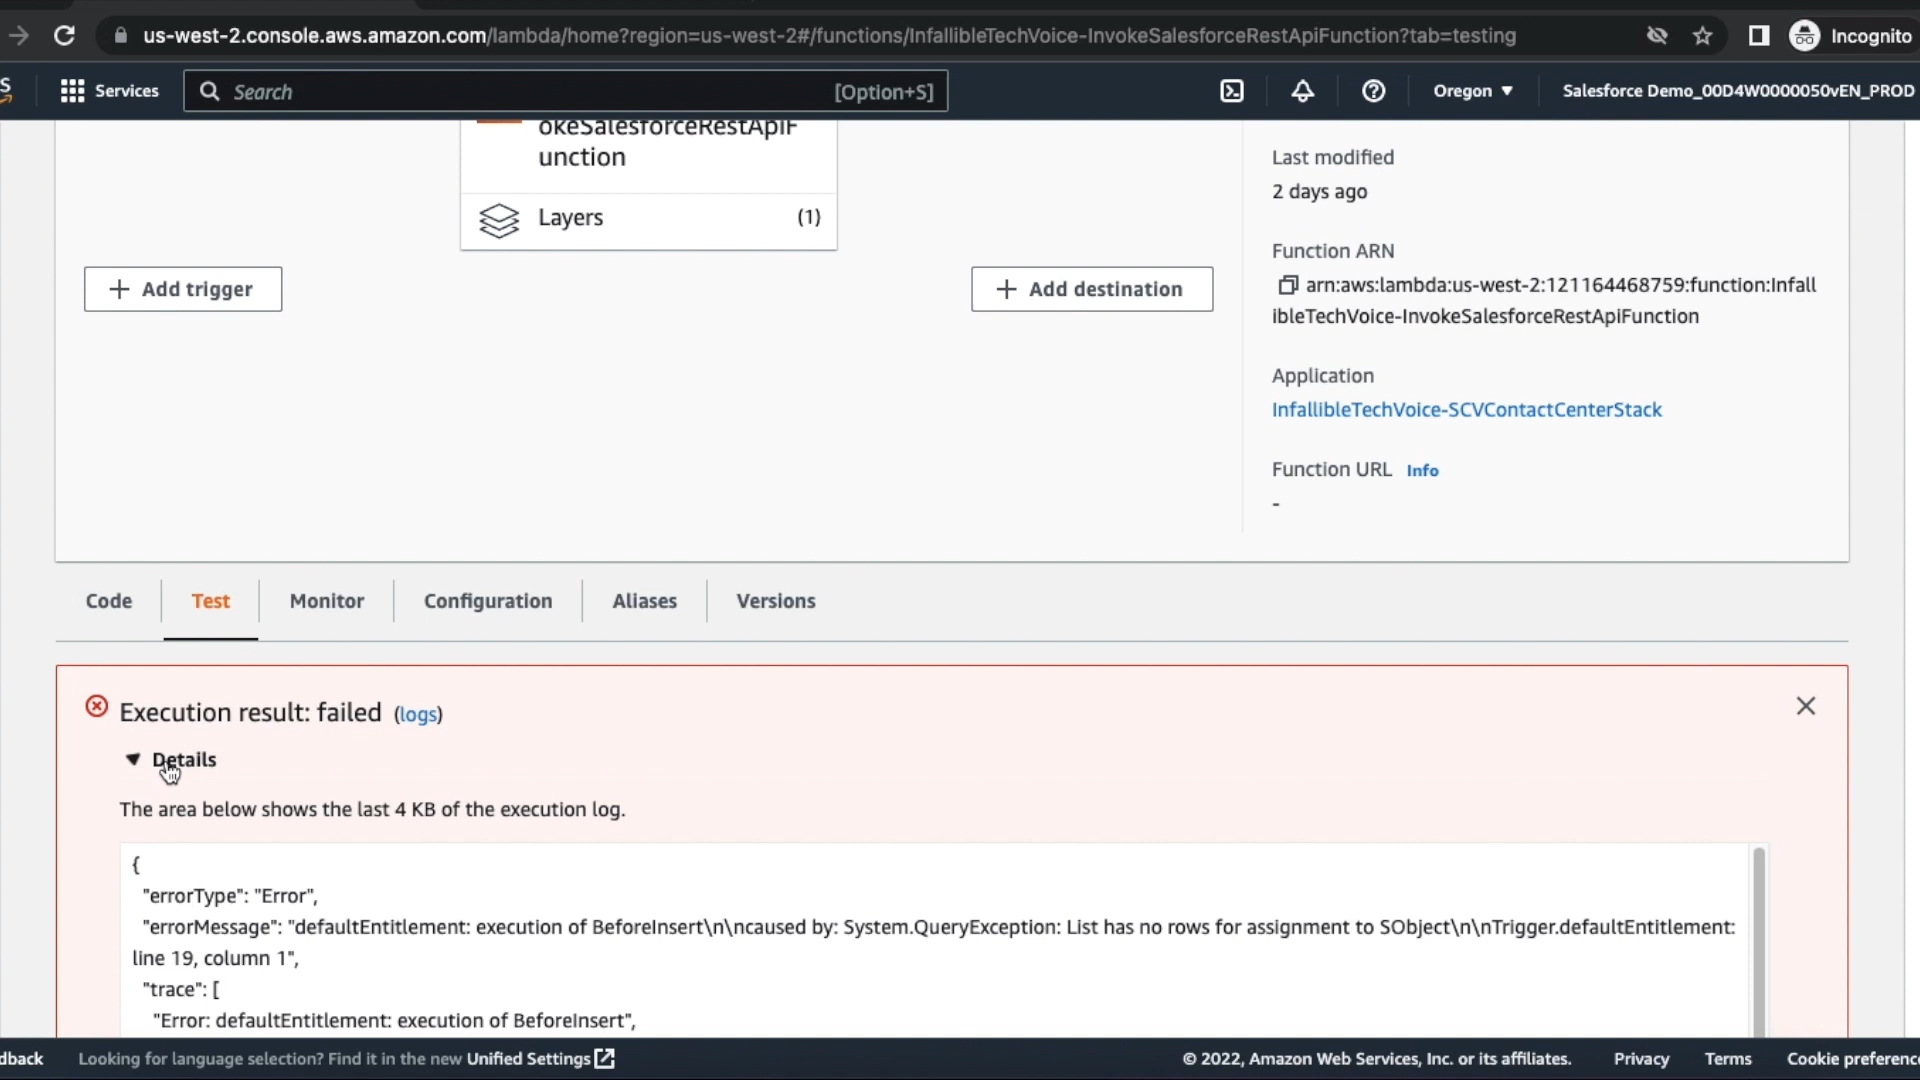 us-west-2.console.aws.amazon.com/lambda/home?region=us-west-2#/functions/InfallibleTechVoice-InvokeSalesforceRestApiFunction?tab=testing
Incognito
Services
Search
[Option+S]
Oregon ▼
Salesforce Demo_00D4W0000050vEN_PROD
okeSalesforceRestApiF
unction
Layers
(1)
+ Add trigger
+ Add destination
Last modified
2 days ago
Function ARN
arn:aws:lambda:us-west-2:121164468759:function:Infall
ibleTechVoice-InvokeSalesforceRestApiFunction
Application
InfallibleTechVoice-SCVContactCenterStack
Function URL Info
-
Code
Test
Monitor
Configuration
Aliases
Versions
Execution result: failed (logs)
▼ Details
The area below shows the last 4 KB of the execution log.
{
"errorType": "Error",
"errorMessage": "defaultEntitlement: execution of BeforeInsert\n\ncaused by: System.QueryException: List has no rows for assignment to SObject\n\nTrigger.defaultEntitlement:
line 19, column 1",
"trace": [
"Error: defaultEntitlement: execution of BeforeInsert",
dback
Looking for language selection? Find it in the new Unified Settings
© 2022, Amazon Web Services, Inc. or its affiliates.
Privacy
Terms
Cookie preference